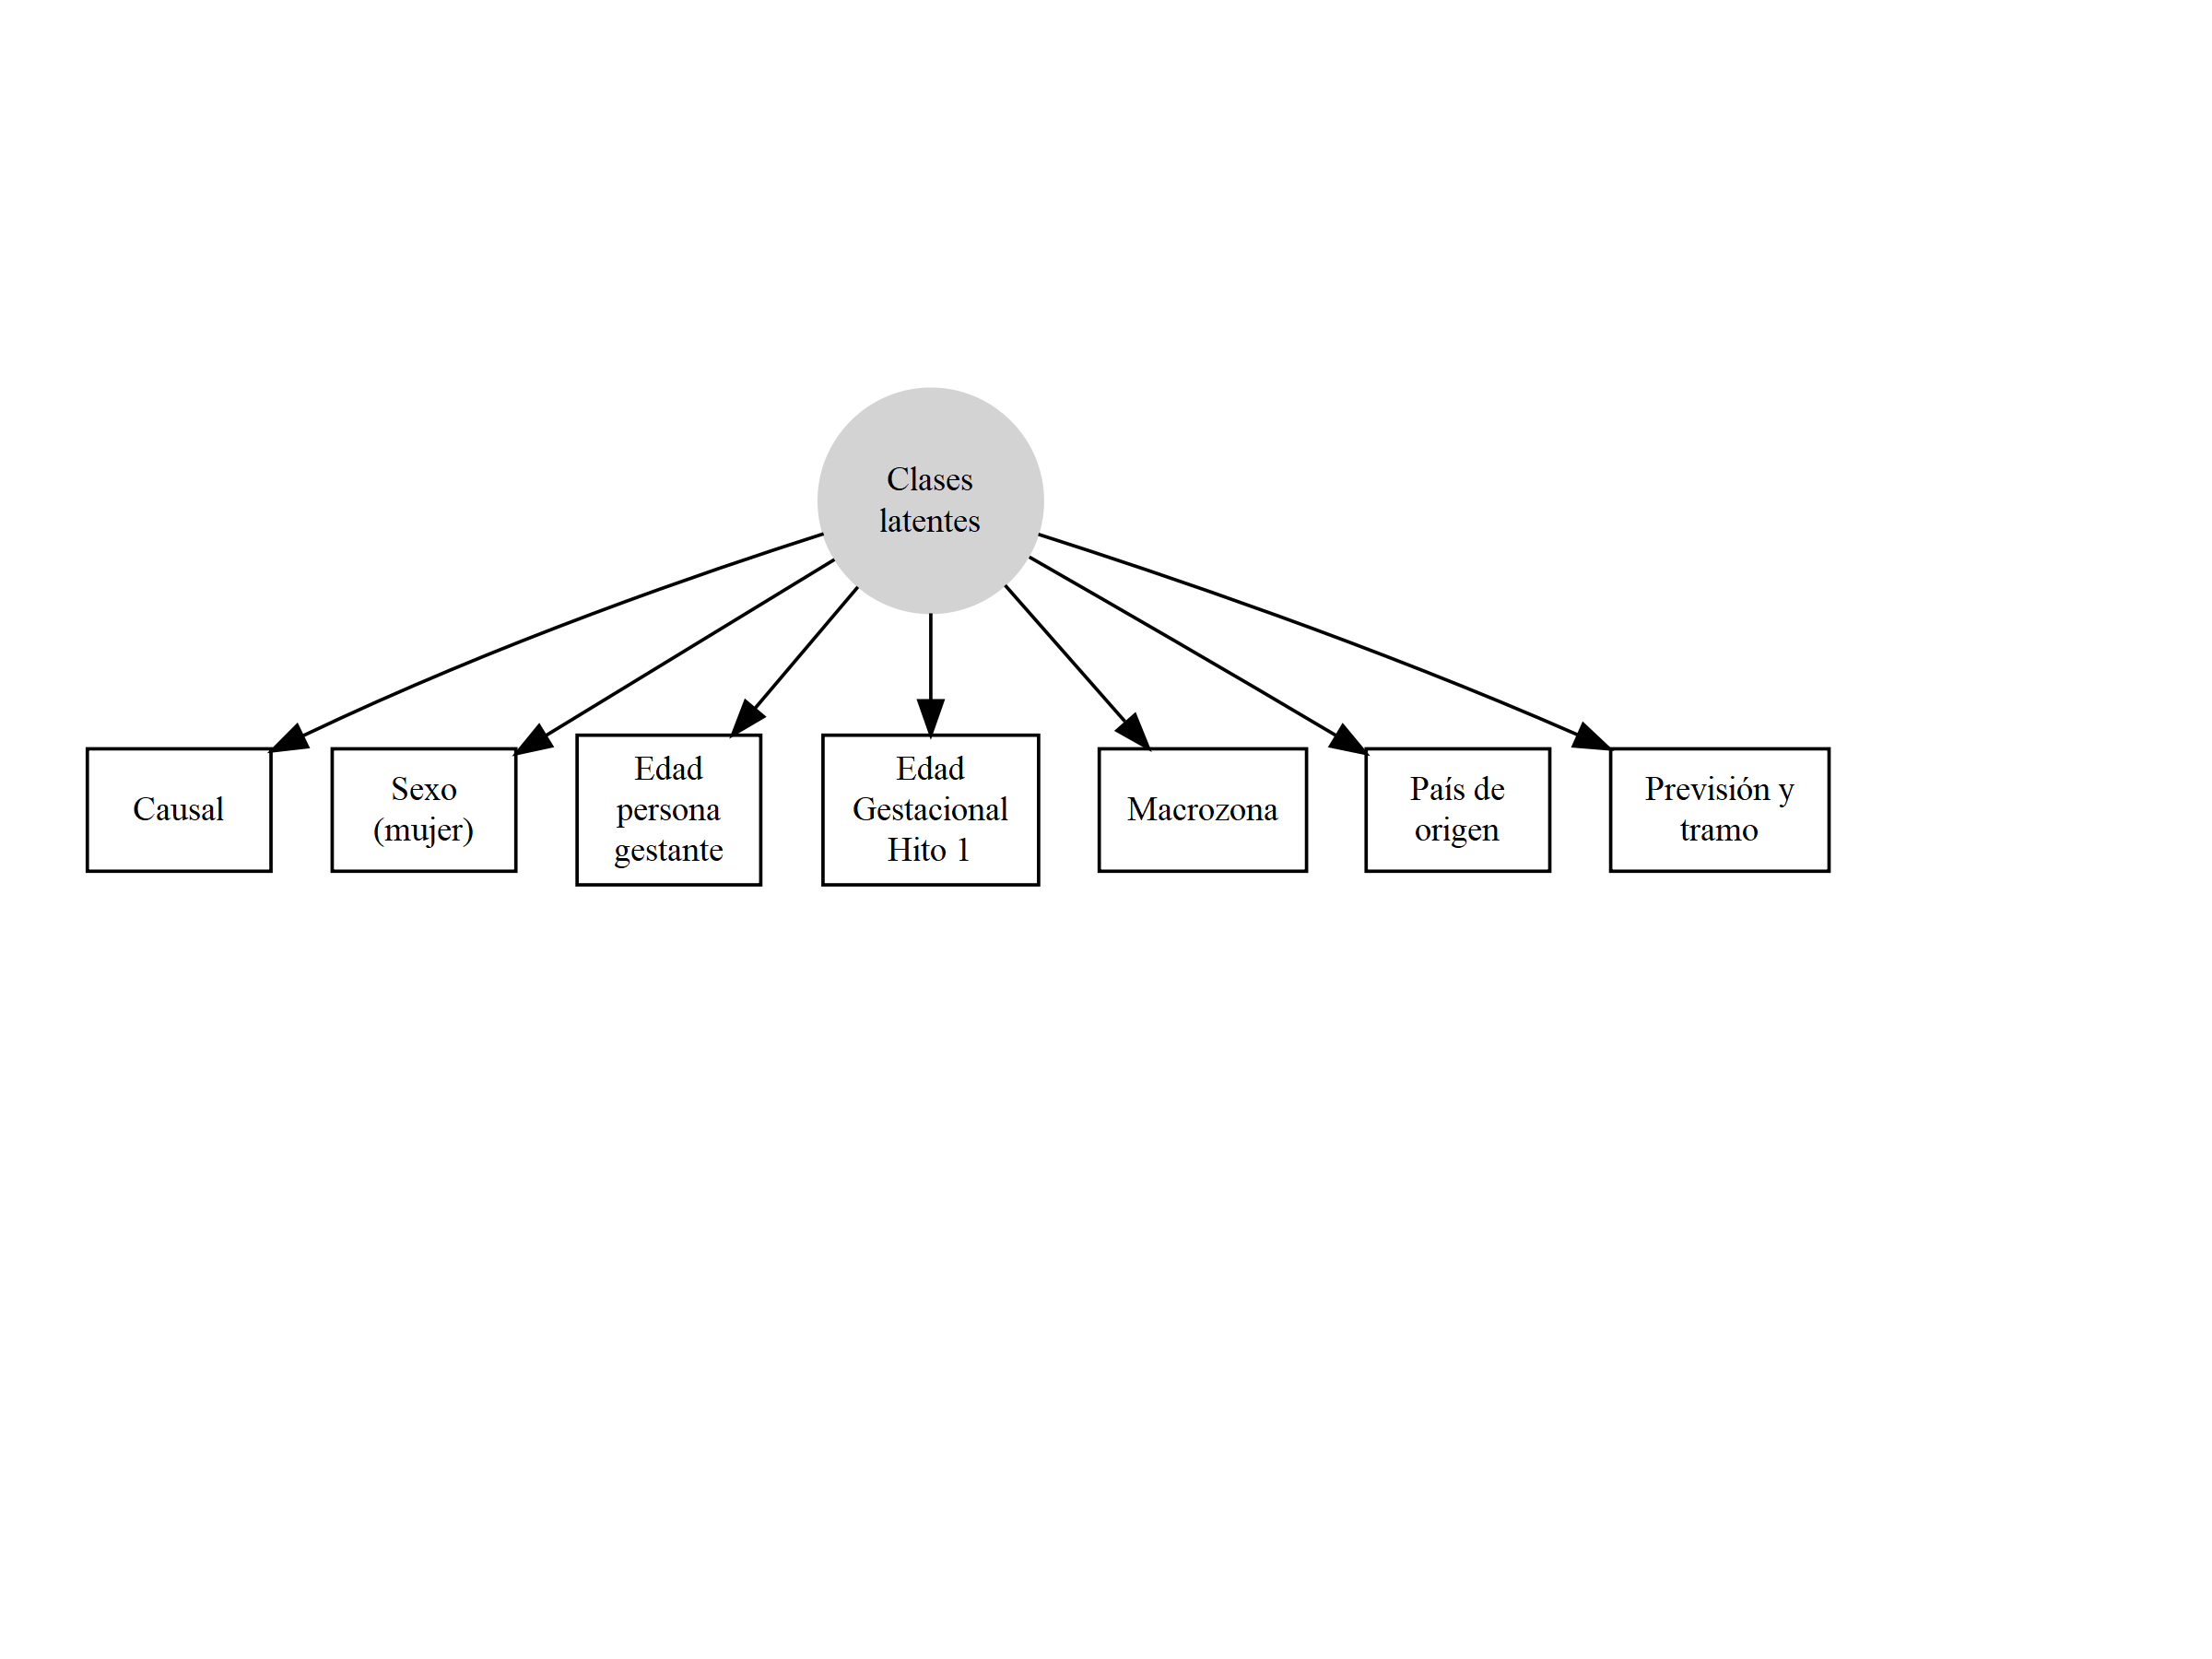 Clases
latentes
Causal
Sexo
(mujer)
Edad
persona
gestante
Edad
Gestacional
Hito 1
Macrozona
País de
origen
Previsión y
tramo